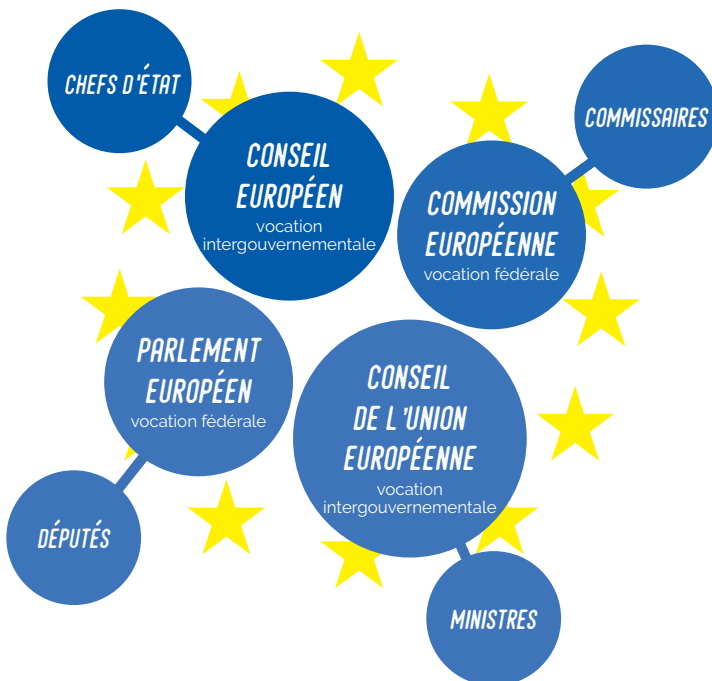 CHEFS D'ÉTAT
CONSEIL
EUROPÉEN
vocation
intergouvernementale
COMMISSAIRES
COMMISSION
EUROPÉENNE
vocation fédérale
PARLEMENT
EUROPÉEN
vocation fédérale
CONSEIL
DE L'UNION
EUROPÉENNE
vocation
intergouvernementale
DÉPUTÉS
MINISTRES